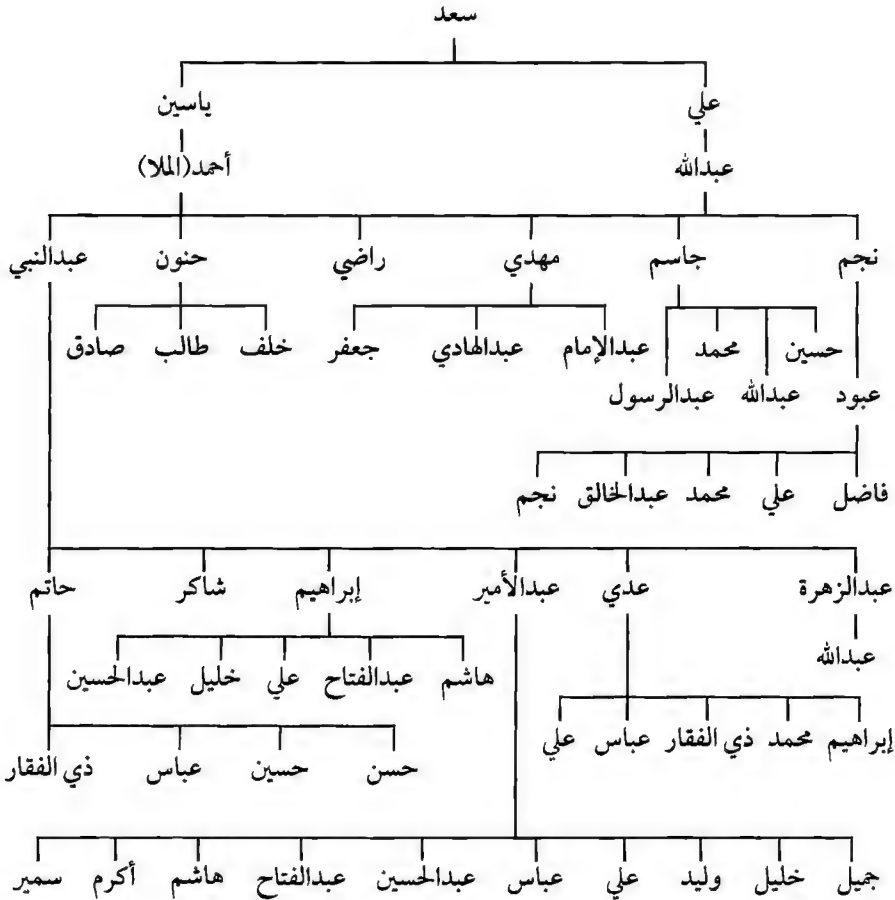 سعد
علي ياسين
عبدالله أحمد(الملا)
نجم جاسم مهدي راضي حنون عبدالنبي
حسين محمد عبدالإمام عبدالهادي جعفر خلف طالب صادق
عبود عبدالله عبدالرسول
فاضل علي محمد عبدالخالق نجم
عبدالزهرة عدي عبدالأمير إبراهيم شاكر حاتم
عبدالله هاشم عبدالفتاح علي خليل عبدالحسين
إبراهيم محمد ذي الفقار عباس علي
حسن حسين عباس ذي الفقار
جميل خليل وليد علي عباس عبدالحسين عبدالفتاح هاشم أكرم سمير